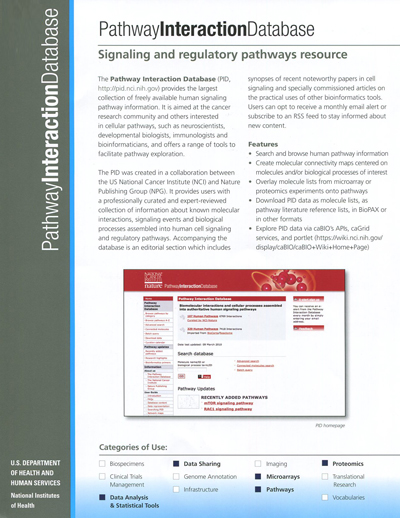 PathwayInteractionDatabase
PathwayInteractionDatabase
Signaling and regulatory pathways resource
The Pathway Interaction Database (PID,
http://pid.nci.nih.gov) provides the largest
collection of freely available human signaling
pathway information. It is aimed at the cancer
research community and others interested
in cellular pathways, such as neuroscientists,
developmental biologists, immunologists and
bioinformaticians, and offers a range of tools to
facilitate pathway exploration.
The PID was created in a collaboration between
the US National Cancer Institute (NCI) and Nature
Publishing Group (NPG). It provides users with
a professionally curated and expert-reviewed
collection of information about known molecular
interactions, signaling events and biological
processes assembled into human cell signaling
and regulatory pathways. Accompanying the
database is an editorial section which includes
synopses of recent noteworthy papers in cell
signaling and specially commissioned articles on
the practical uses of other bioinformatics tools.
Users can opt to receive a monthly email alert or
subscribe to an RSS feed to stay informed about
new content.
Features
• Search and browse human pathway information
• Create molecular connectivity maps centered on
molecules and/or biological processes of interest
• Overlay molecule lists from microarray or
proteomics experiments onto pathways
• Download PID data as molecule lists, as
pathway literature reference lists, in BioPAX or
in other formats
• Explore PID data via caBIO's APIs, caGrid
services, and portlet (https://wiki.nci.nih.gov/
display/caBIO/caBIO+Wiki+Home+Page)
nature
PathwayInteractionDatabase
Pathway Interaction Database
Biomolecular interactions and cellular processes assembled
into authoritative human signaling pathways
Search database
Pathway Updates
RECENTLY ADDED PATHWAYS
mTOR signaling pathway
RAC1 signaling pathway
PID homepage
Categories of Use:
Biospecimens
Clinical Trials
Management
Data Analysis
& Statistical Tools
Data Sharing
Genome Annotation
Infrastructure
Imaging
Microarrays
Pathways
Proteomics
Translational
Research
Vocabularies
U.S. DEPARTMENT
OF HEALTH AND
HUMAN SERVICES
National Institutes
of Health